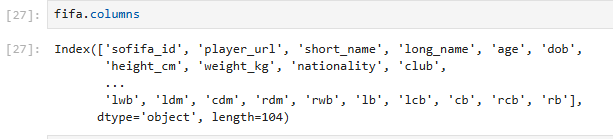 [27]: fifa.columns
[27]: Index(['sofifa_id', 'player_url', 'short_name', 'long_name', 'age', 'dob',
'height_cm', 'weight_kg', 'nationality', 'club',
...
'lwb', 'ldm', 'cdm', 'rdm', 'rwb', 'lb', 'lcb', 'cb', 'rcb', 'rb'],
dtype='object', length=104)